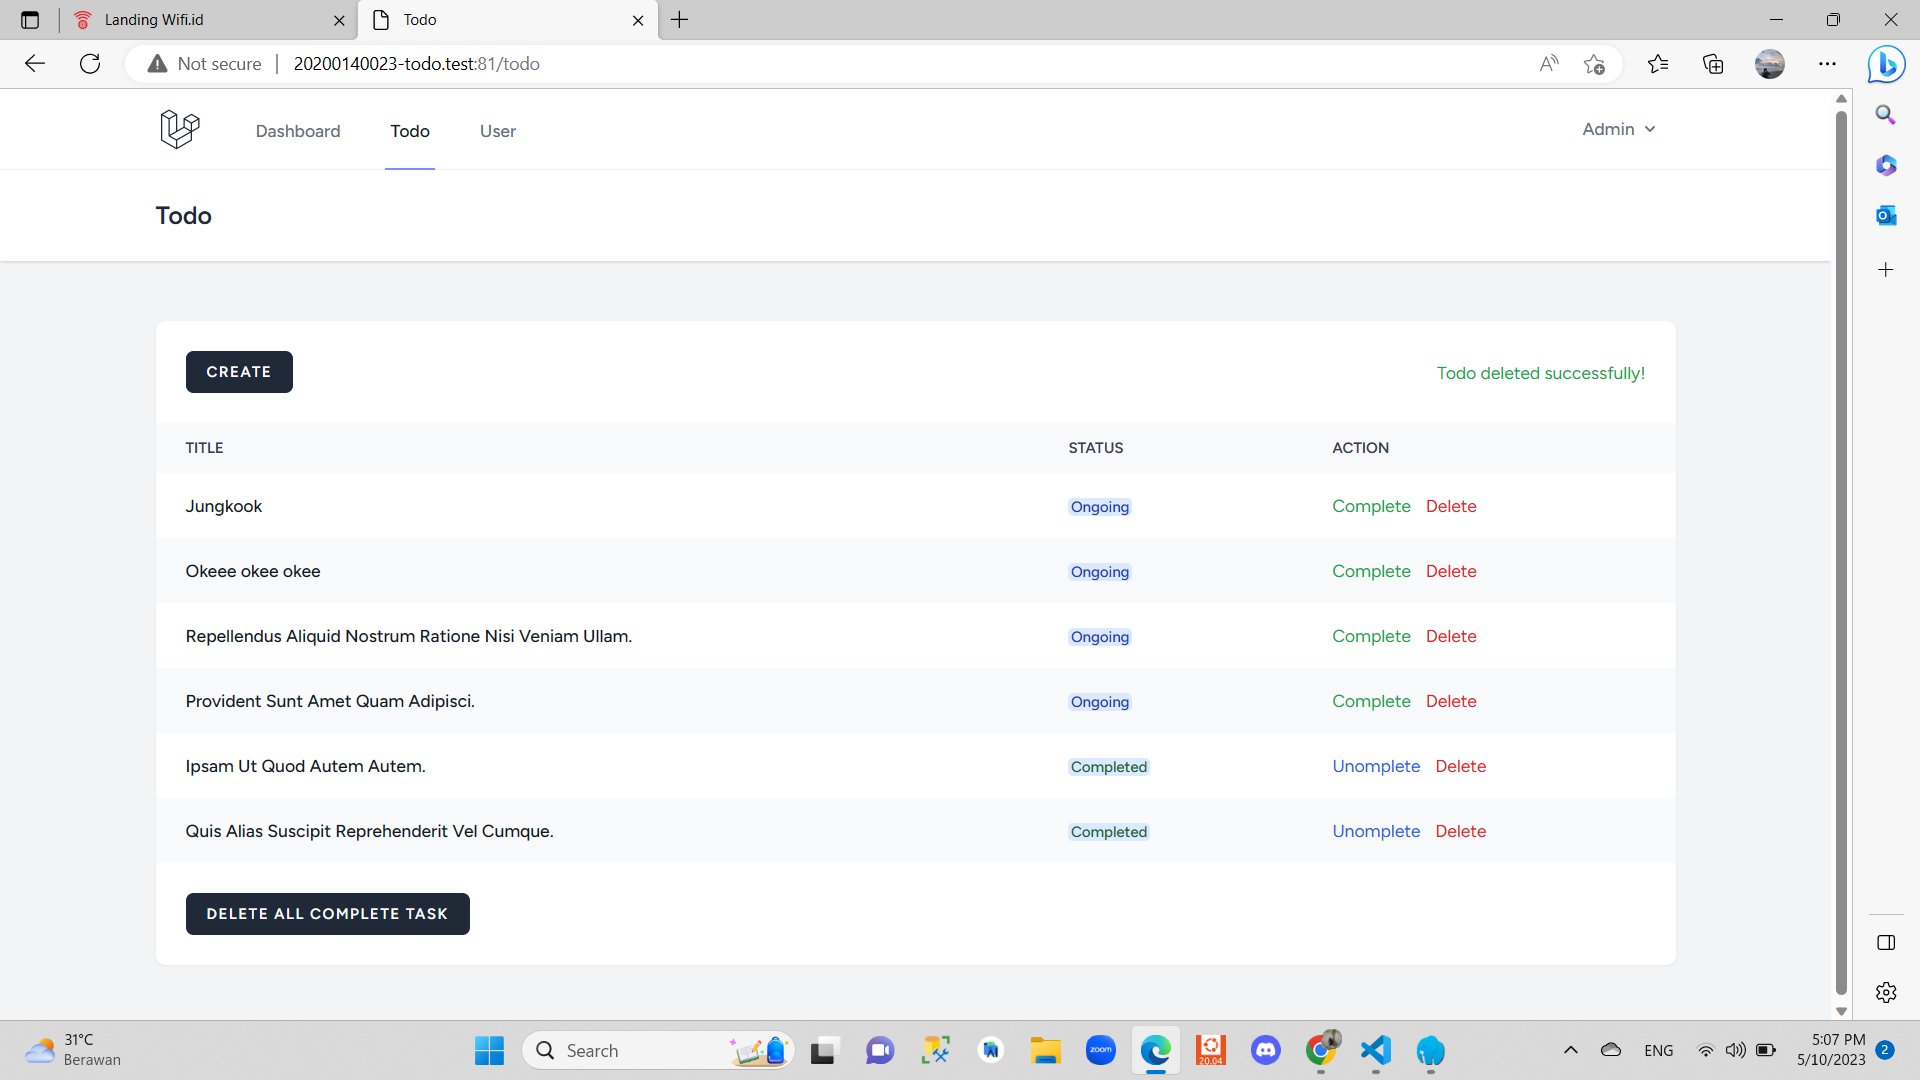 Landing Wifi.id
Todo
Not secure
20200140023-todo.test:81/todo
Dashboard
Todo
User
Admin
Todo
CREATE
Todo deleted successfully!
TITLE STATUS ACTION
Jungkook Ongoing Complete Delete
Okeee okee okee Ongoing Complete Delete
Repellendus Aliquid Nostrum Ratione Nisi Veniam Ullam. Ongoing Complete Delete
Provident Sunt Amet Quam Adipisci. Ongoing Complete Delete
Ipsam Ut Quod Autem Autem. Completed Unomplete Delete
Quis Alias Suscipit Reprehenderit Vel Cumque. Completed Unomplete Delete
DELETE ALL COMPLETE TASK
31°C
Berawan
Search
zoom
20.04
ENG
5:07 PM
5/10/2023
2